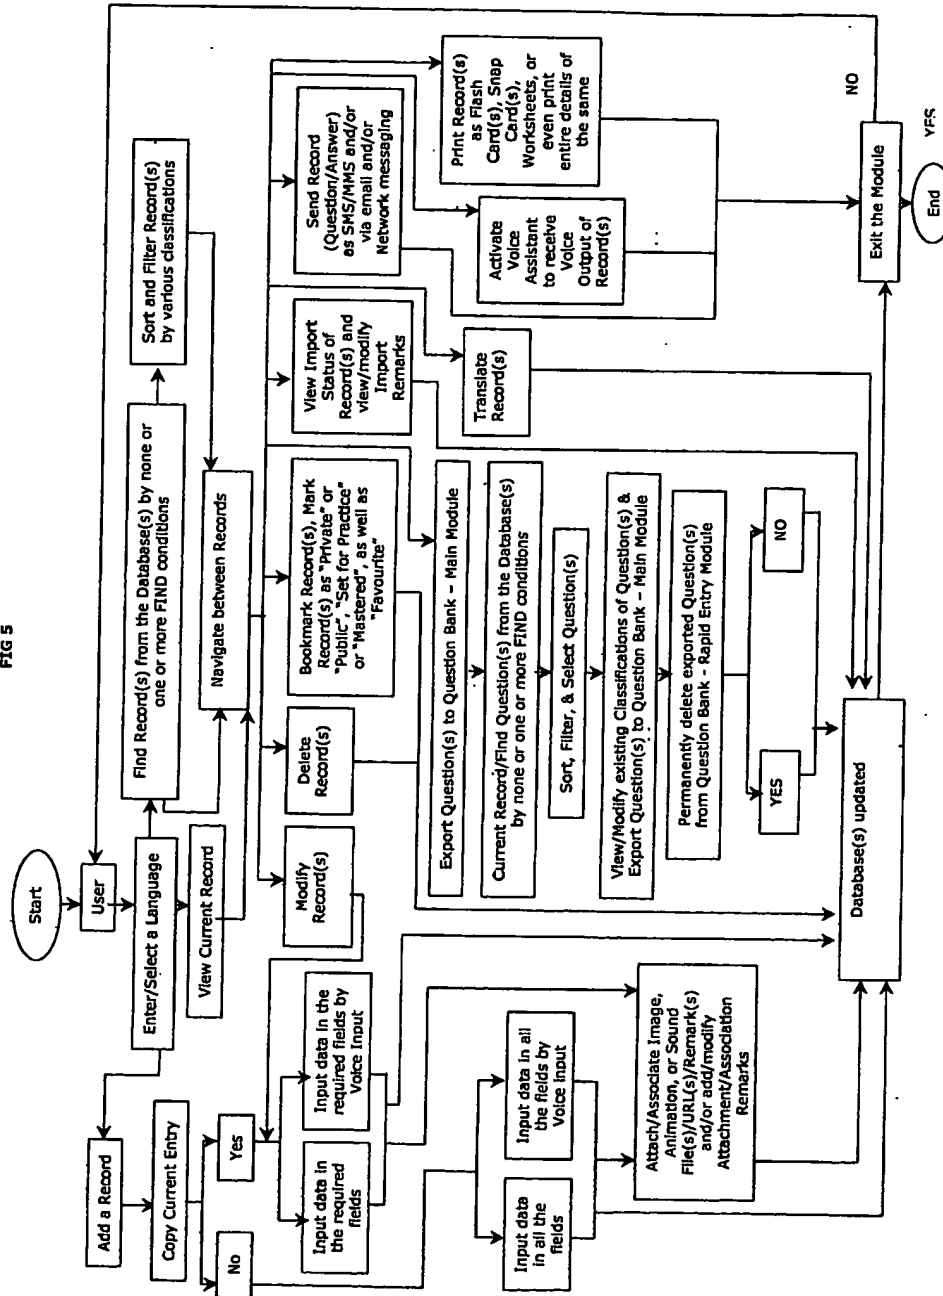 FIG 5
Start
User
Enter/Select a Language
View Current Record
Add a Record
Copy Current Entry
No
Yes
Input data in
the required
fields
Input data in the
required fields by
Voice Input
Input data
in all the
fields
Input data in all
the fields by
Voice Input
Attach/Associate Image,
Animation, or Sound
File(s)/URL(s)/Remark(s)
and/or add/modify
Attachment/Association
Remarks
Find Record(s) from the Database(s) by none or
one or more FIND conditions
Sort and Filter Record(s)
by various classifications
Navigate between Records
Modify
Record(s)
Delete
Record(s)
Bookmark Record(s), Mark
Record(s) as "Private" or
"Public", "Set for Practice"
or "Mastered", as well as
"Favourite"
View Import
Status of
Record(s) and
view/modify
Import
Remarks
Send Record
(Question/Answer)
as SMS/MMS and/or
via email and/or
Network messaging
Export Question(s) to Question Bank – Main Module
Current Record/Find Question(s) from the Database(s)
by none or one or more FIND conditions
Sort, Filter, & Select Question(s)
View/Modify existing Classifications of Question(s) &
Export Question(s) to Question Bank – Main Module
Permanently delete exported Question(s)
from Question Bank - Rapid Entry Module
YES
NO
Translate
Record(s)
Activate
Voice
Assistant
to receive
Voice
Output of
Record(s)
Print Record(s)
as Flash
Card(s), Snap
Card(s),
Worksheets, or
even print
entire details of
the same
Database(s) updated
Exit the Module
NO
YES
End